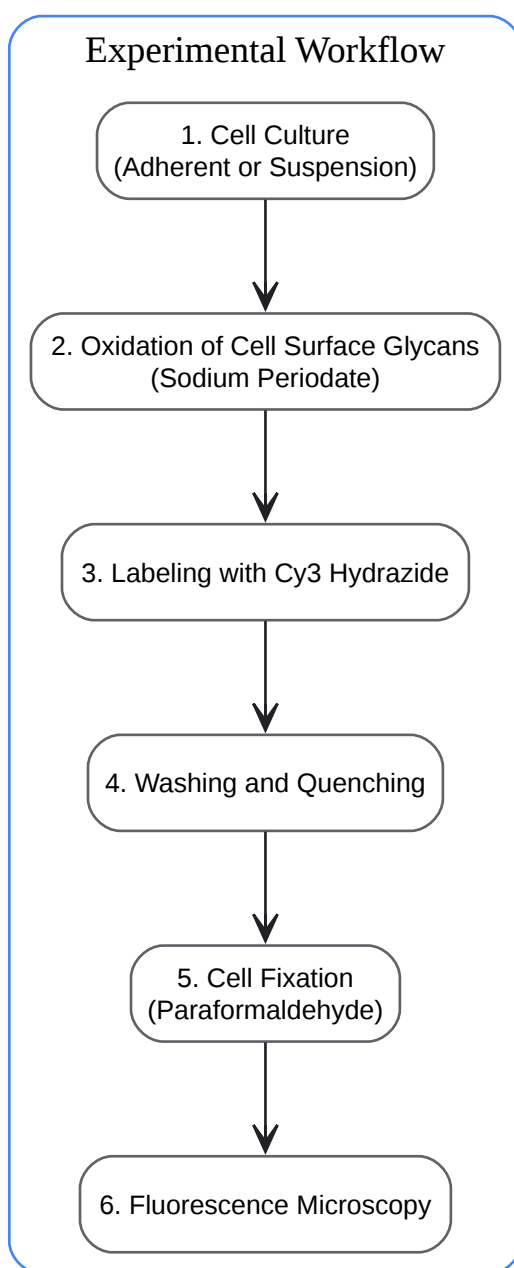 Experimental Workflow
1. Cell Culture
(Adherent or Suspension)
2. Oxidation of Cell Surface Glycans
(Sodium Periodate)
3. Labeling with Cy3 Hydrazide
4. Washing and Quenching
5. Cell Fixation
(Paraformaldehyde)
6. Fluorescence Microscopy